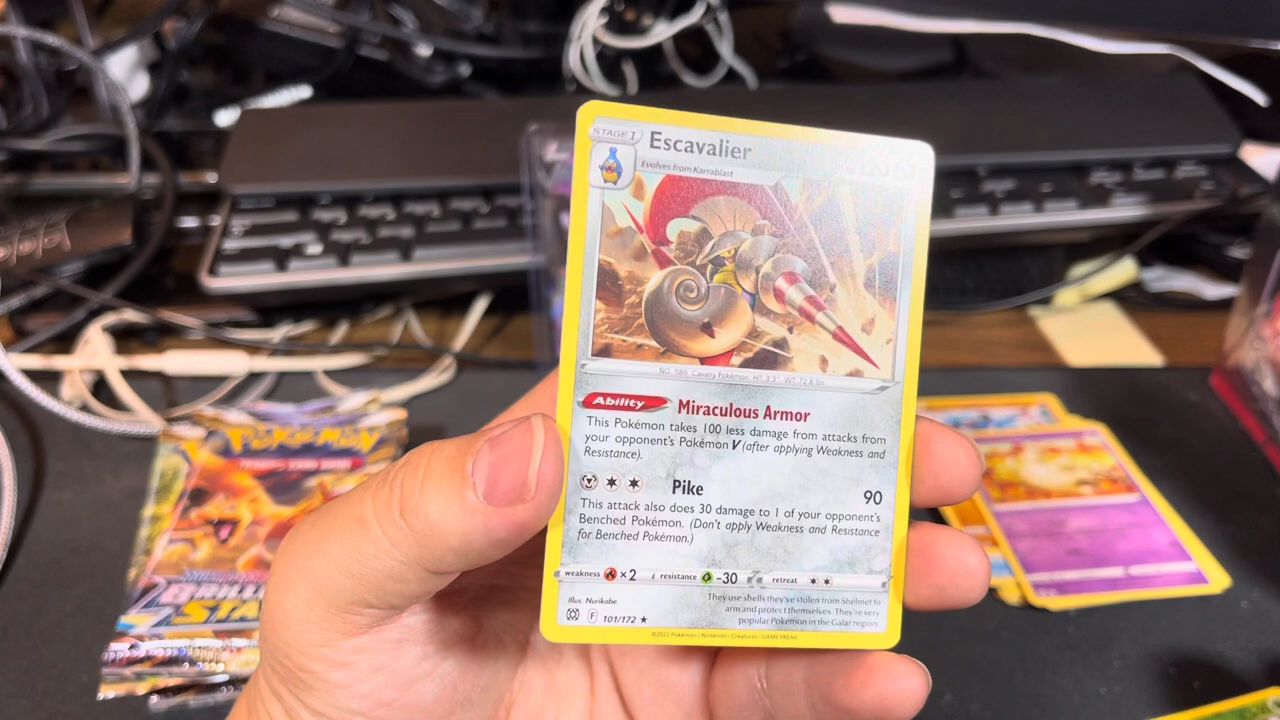 STAGE 1
Escavalier
Evolves from Karrablast
120
NO. 589 Cavalry Pokémon HT: 3'3" WT: 72.8 lbs.
Ability Miraculous Armor
This Pokémon takes 100 less damage from attacks from
your opponent's Pokémon V (after applying Weakness and
Resistance).
Pike 90
This attack also does 30 damage to 1 of your opponent's
Benched Pokémon. (Don't apply Weakness and Resistance
for Benched Pokémon.)
weakness ×2 resistance -30 retreat
Illus. Nurikabe
They use shells they've stolen from Shelmet to
arm and protect themselves. They're very
popular Pokémon in the Galar region.
F 101/172 ★
©2022 Pokémon / Nintendo / Creatures / GAME FREAK
POKéMON